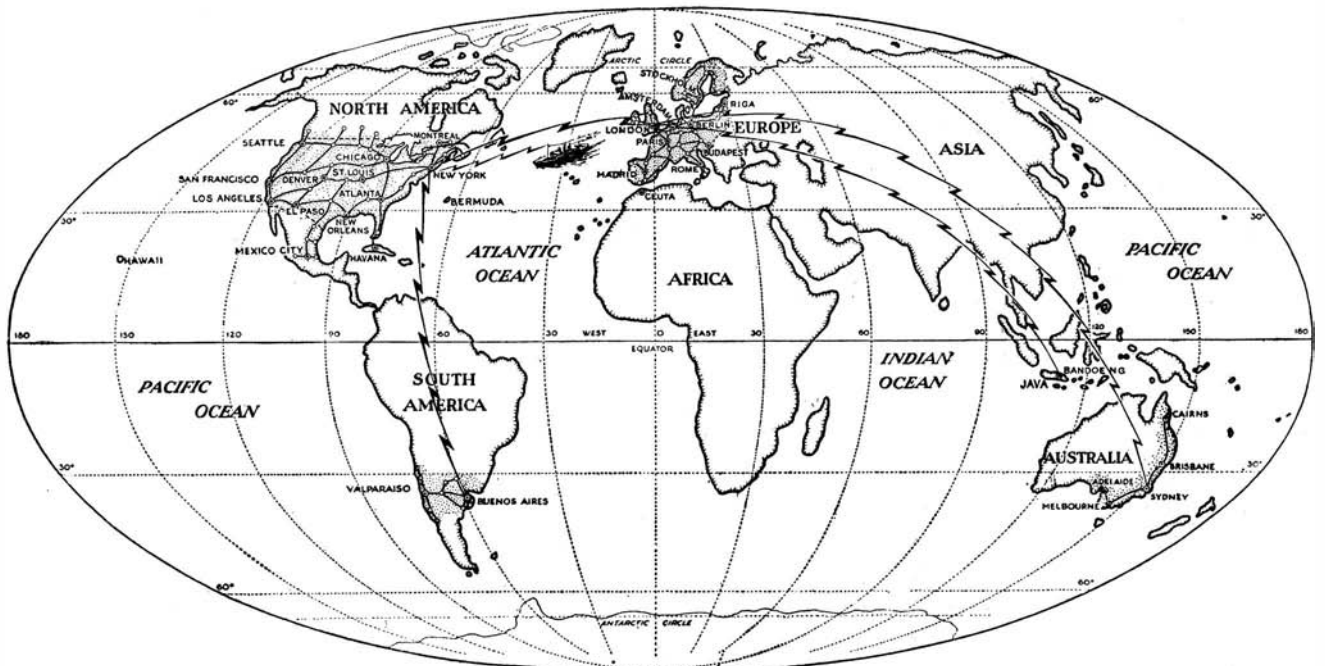 ARCTIC CIRCLE
STOCKHOLM
60°
60°
NORTH AMERICA
AMSTERDAM
RIGA
SEATTLE
MONTREAL
LONDON
BERLIN
EUROPE
CHICAGO
PARIS
BUDAPEST
ASIA
SAN FRANCISCO
DENVER
ST. LOUIS
NEW YORK
MADRID
ROME
LOS ANGELES
ATLANTA
BERMUDA
CEUTA
30°
EL PASO
30°
NEW
ORLEANS
MEXICO CITY
HAVANA
HAWAII
ATLANTIC
OCEAN
AFRICA
PACIFIC
OCEAN
180
150
120
90
60
30
WEST
0
EAST
30
60
90
120
150
180
EQUATOR
PACIFIC
OCEAN
SOUTH
AMERICA
INDIAN
OCEAN
BANDOENG
JAVA
CAIRNS
AUSTRALIA
30°
30°
BRISBANE
VALPARAISO
BUENOS AIRES
ADELAIDE
SYDNEY
MELBOURNE
60°
60°
ANTARCTIC CIRCLE